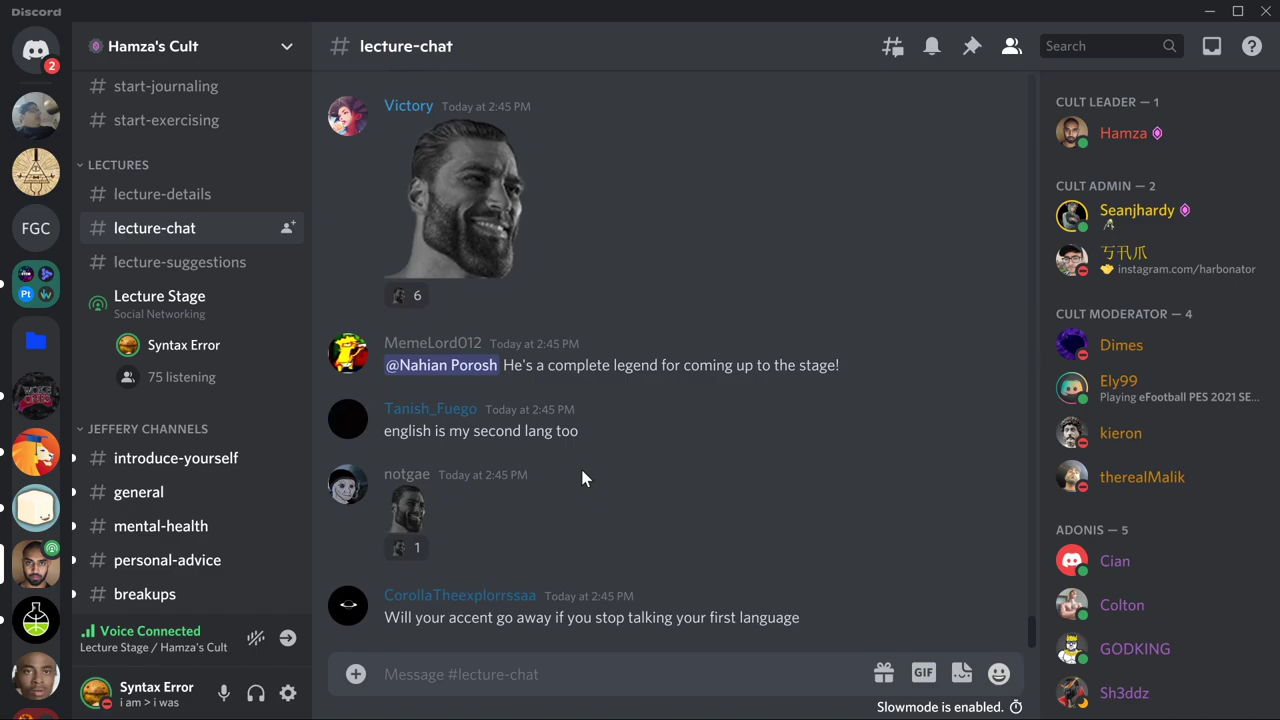 Discord
Hamza's Cult
# lecture-chat
Search
2
FGC
Pt
# start-journaling
# start-exercising
LECTURES
# lecture-details
# lecture-chat
# lecture-suggestions
Lecture Stage
Social Networking
Syntax Error
75 listening
JEFFERY CHANNELS
# introduce-yourself
# general
# mental-health
# personal-advice
# breakups
Voice Connected
Lecture Stage / Hamza's Cult
Syntax Error
i am > i was
Victory Today at 2:45 PM
6
MemeLord012 Today at 2:45 PM
@Nahian Porosh He's a complete legend for coming up to the stage!
Tanish_Fuego Today at 2:45 PM
english is my second lang too
notgae Today at 2:45 PM
1
CorollaTheexplorrssaa Today at 2:45 PM
Will your accent go away if you stop talking your first language
Message #lecture-chat
GIF
Slowmode is enabled.
CULT LEADER — 1
Hamza
CULT ADMIN — 2
Seanjhardy
instagram.com/harbonator
CULT MODERATOR — 4
Dimes
Ely99
Playing eFootball PES 2021 SE...
kieron
therealMalik
ADONIS — 5
Cian
Colton
GODKING
Sh3ddz